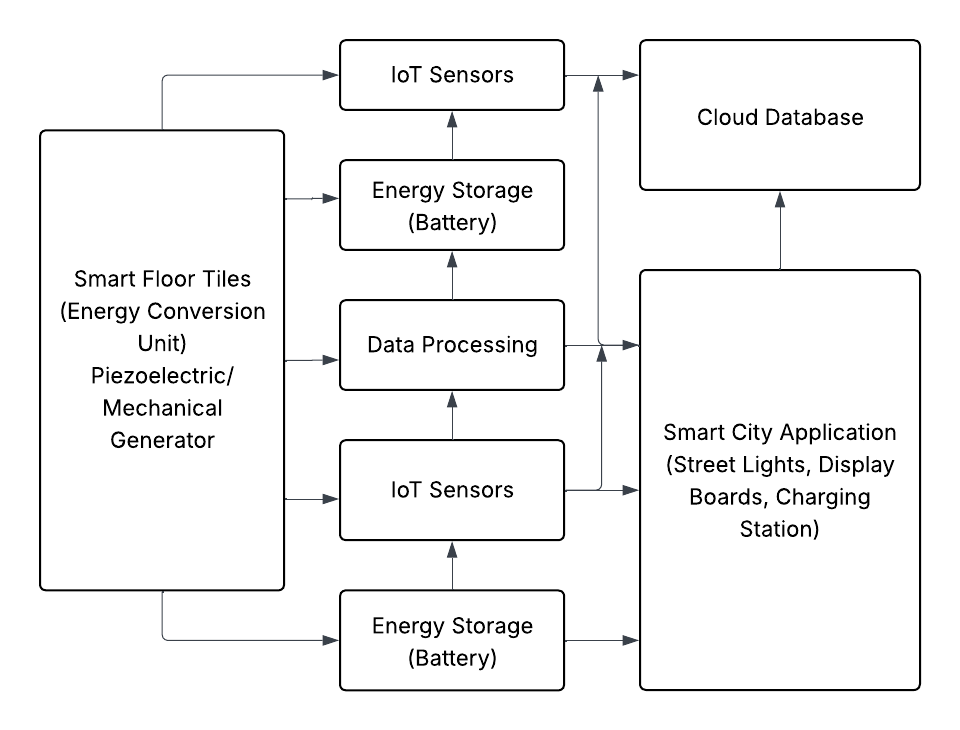 IoT Sensors
Cloud Database
Energy Storage
(Battery)
Smart Floor Tiles
(Energy Conversion
Unit)
Piezoelectric/
Mechanical
Generator
Data Processing
Smart City Application
(Street Lights, Display
Boards, Charging
Station)
IoT Sensors
Energy Storage
(Battery)